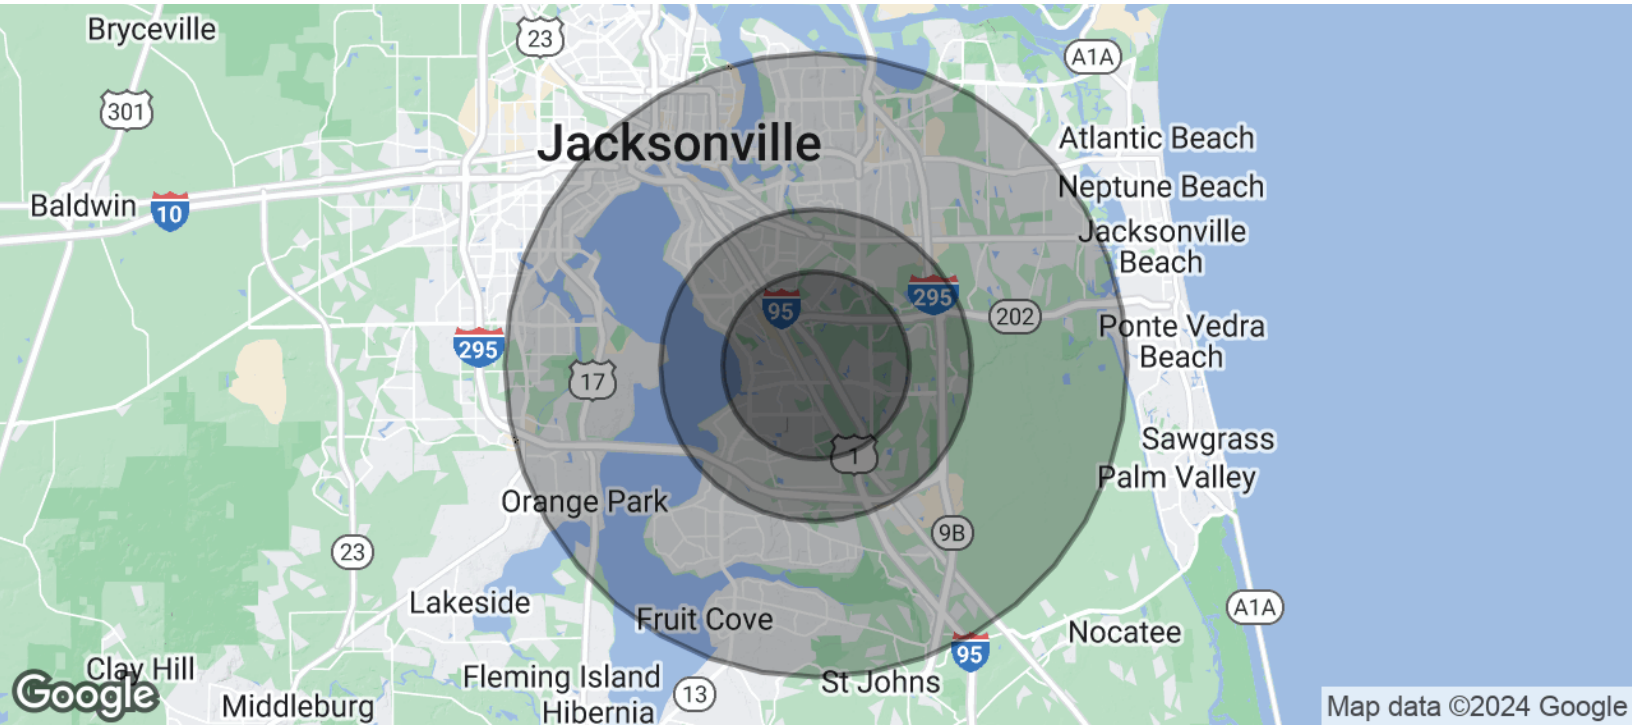 Bryceville
23
A1A
301
Jacksonville
Atlantic Beach
Neptune Beach
Baldwin
10
Jacksonville
Beach
295
95
202
Ponte Vedra
Beach
295
17
Sawgrass
1
Palm Valley
Orange Park
9B
23
Lakeside
A1A
Fruit Cove
Nocatee
95
Clay Hill
Fleming Island
St Johns
Google
13
Middleburg
Hibernia
Map data ©2024 Google